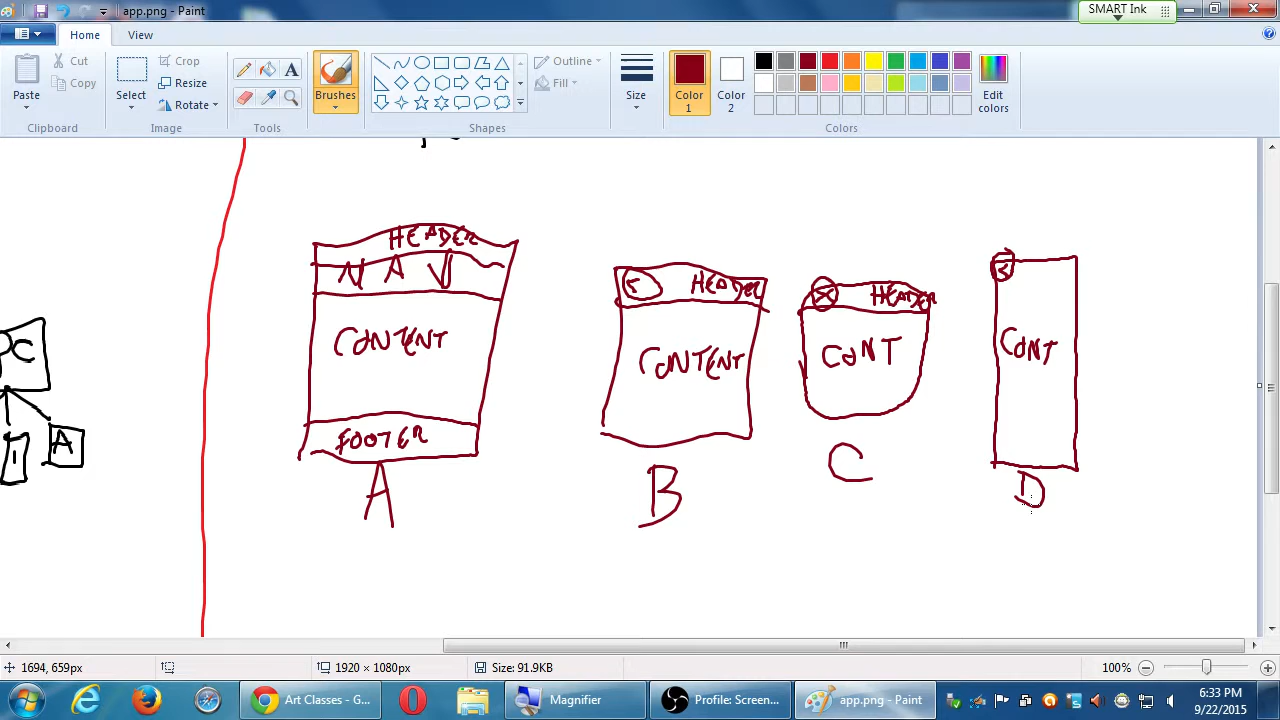 app.png - Paint
SMART Ink
Home
View
Paste
Cut
Copy
Clipboard
Select
Crop
Resize
Rotate
Image
A
Tools
Brushes
Outline
Fill
Shapes
Size
Color
1
Color
2
Edit
colors
Colors
HEADER
N A V
CONTENT
FOOTER
A
HEADER
CONTENT
B
HEADER
CONT
C
CONT
D
A
1694, 659px
1920 × 1080px
Size: 91.9KB
100%
Art Classes - G...
Magnifier
Profile: Screen...
app.png - Paint
6:33 PM
9/22/2015